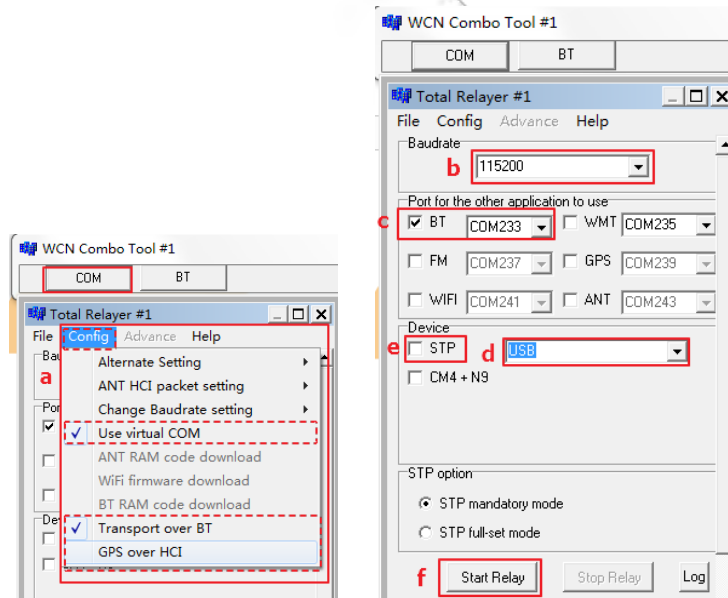 WCN Combo Tool #1
COM BT
Total Relayer #1
File Config Advance Help
a
Alternate Setting
ANT HCI packet setting
Change Baudrate setting
Use virtual COM
ANT RAM code download
WiFi firmware download
BT RAM code download
Transport over BT
GPS over HCI
WCN Combo Tool #1
COM BT
Total Relayer #1
File Config Advance Help
Baudrate
b 115200
Port for the other application to use
c BT COM233 WMT COM235
FM COM237 GPS COM239
WIFI COM241 ANT COM243
Device
e STP d USB
CM4 + N9
STP option
STP mandatory mode
STP full-set mode
f Start Relay Stop Relay Log